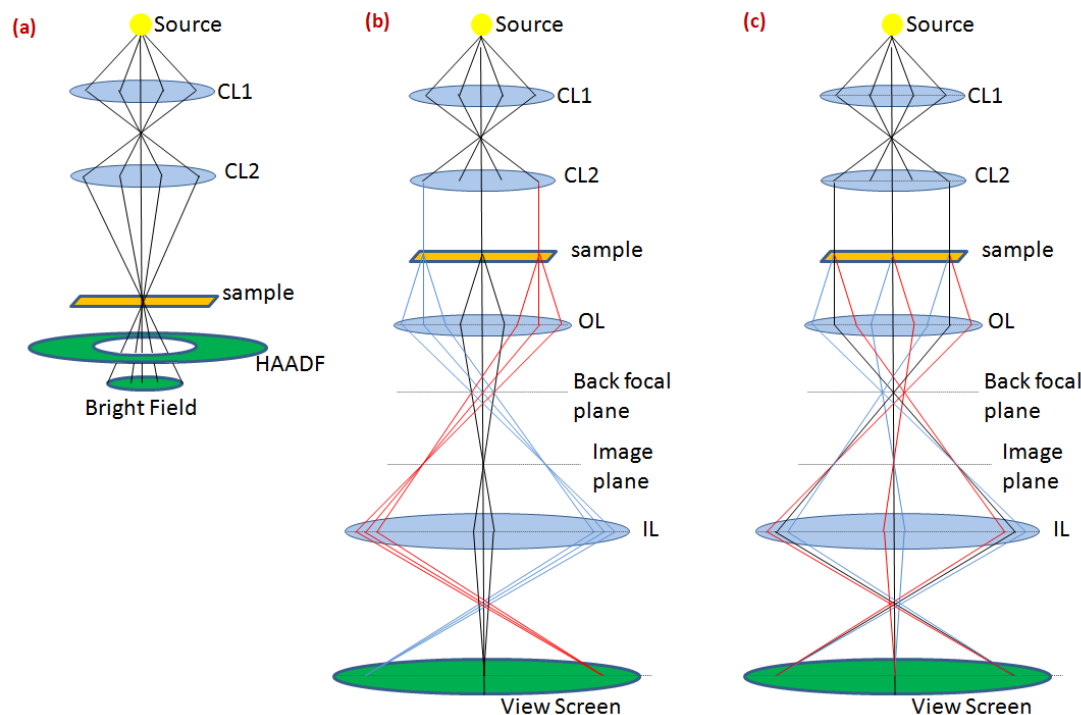 (a)
Source
CL1
CL2
sample
HAADF
Bright Field
(b)
Source
CL1
CL2
sample
OL
Back focal
plane
Image
plane
IL
View Screen
(c)
Source
CL1
CL2
sample
OL
Back focal
plane
Image
plane
IL
View Screen